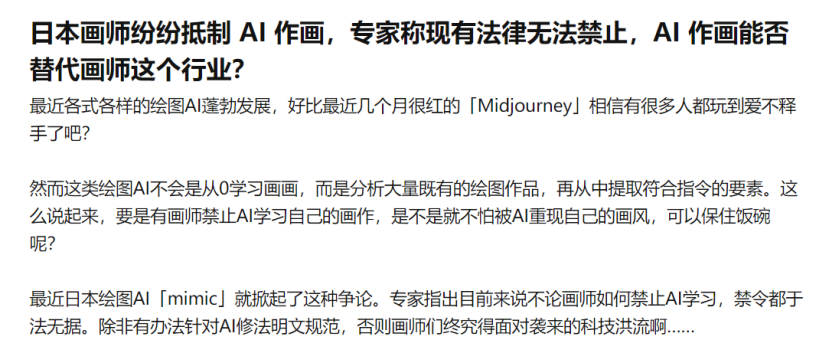 日本画师纷纷抵制 AI 作画，专家称现有法律无法禁止，AI 作画能否
替代画师这个行业？
最近各式各样的绘图AI蓬勃发展，好比最近几个月很红的「Midjourney」相信有很多人都玩到爱不释
手了吧？
然而这类绘图AI不会是从0学习画画，而是分析大量既有的绘图作品，再从中提取符合指令的要素。这
么说起来，要是有画师禁止AI学习自己的画作，是不是就不怕被AI重现自己的画风，可以保住饭碗
呢？
最近日本绘图AI「mimic」就掀起了这种争论。专家指出目前来说不论画师如何禁止AI学习，禁令都于
法无据。除非有办法针对AI修法明文规范，否则画师们终究得面对袭来的科技洪流啊……